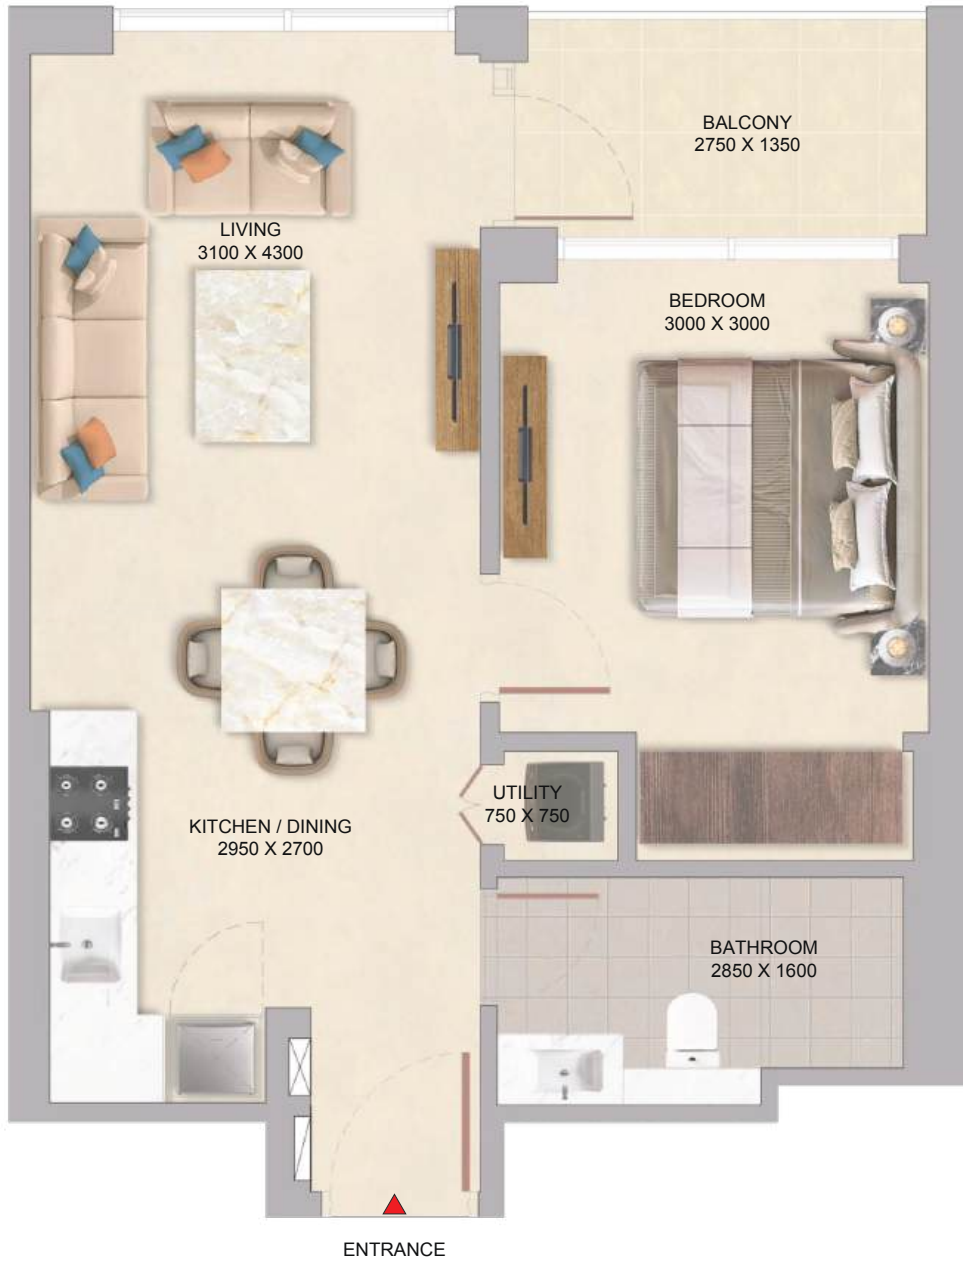 BALCONY
2750 X 1350
LIVING
3100 X 4300
BEDROOM
3000 X 3000
UTILITY
750 X 750
KITCHEN / DINING
2950 X 2700
BATHROOM
2850 X 1600
ENTRANCE